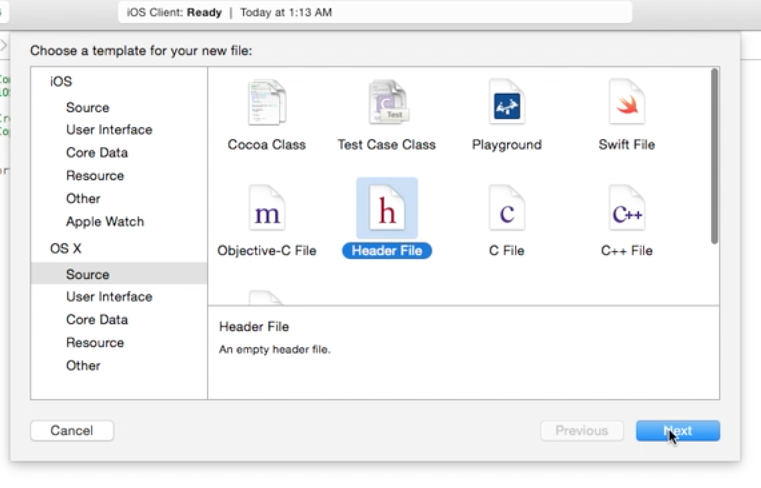 iOS Client: Ready | Today at 1:13 AM
Choose a template for your new file:
iOS
Source
User Interface
Core Data
Resource
Other
Apple Watch
OS X
Source
User Interface
Core Data
Resource
Other
Test
Cocoa Class
Test Case Class
Playground
Swift File
m
h
c
C++
Objective-C File
Header File
C File
C++ File
Header File
An empty header file.
Cancel
Previous
Next